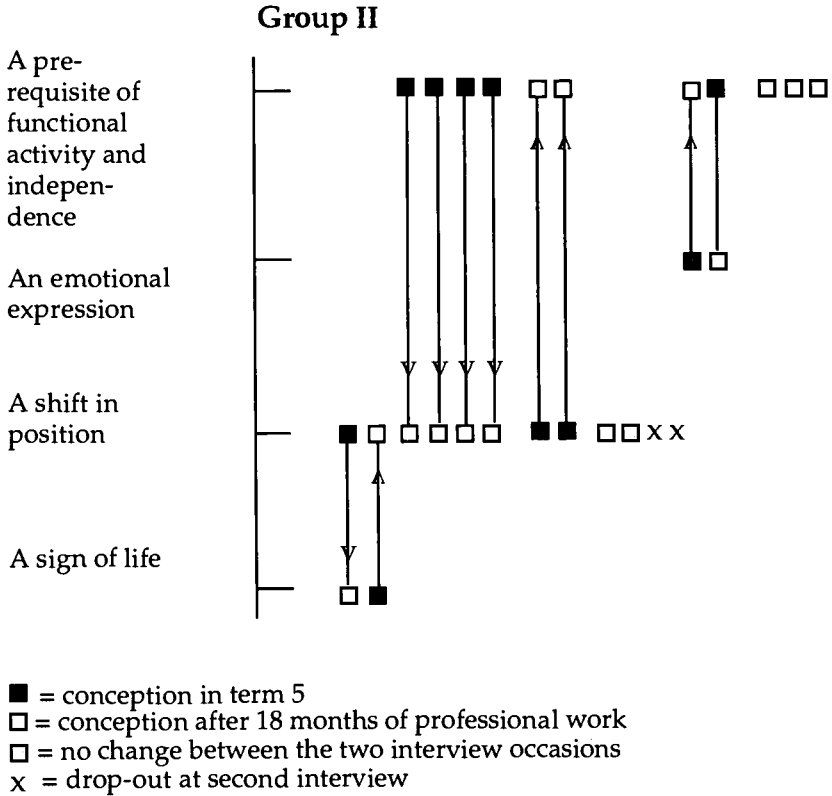 Group II
A pre-
requisite of
functional
activity and
indepen-
dence
An emotional
expression
A shift in
position
x x
A sign of life
■ = conception in term 5
□ = conception after 18 months of professional work
□ = no change between the two interview occasions
x = drop-out at second interview